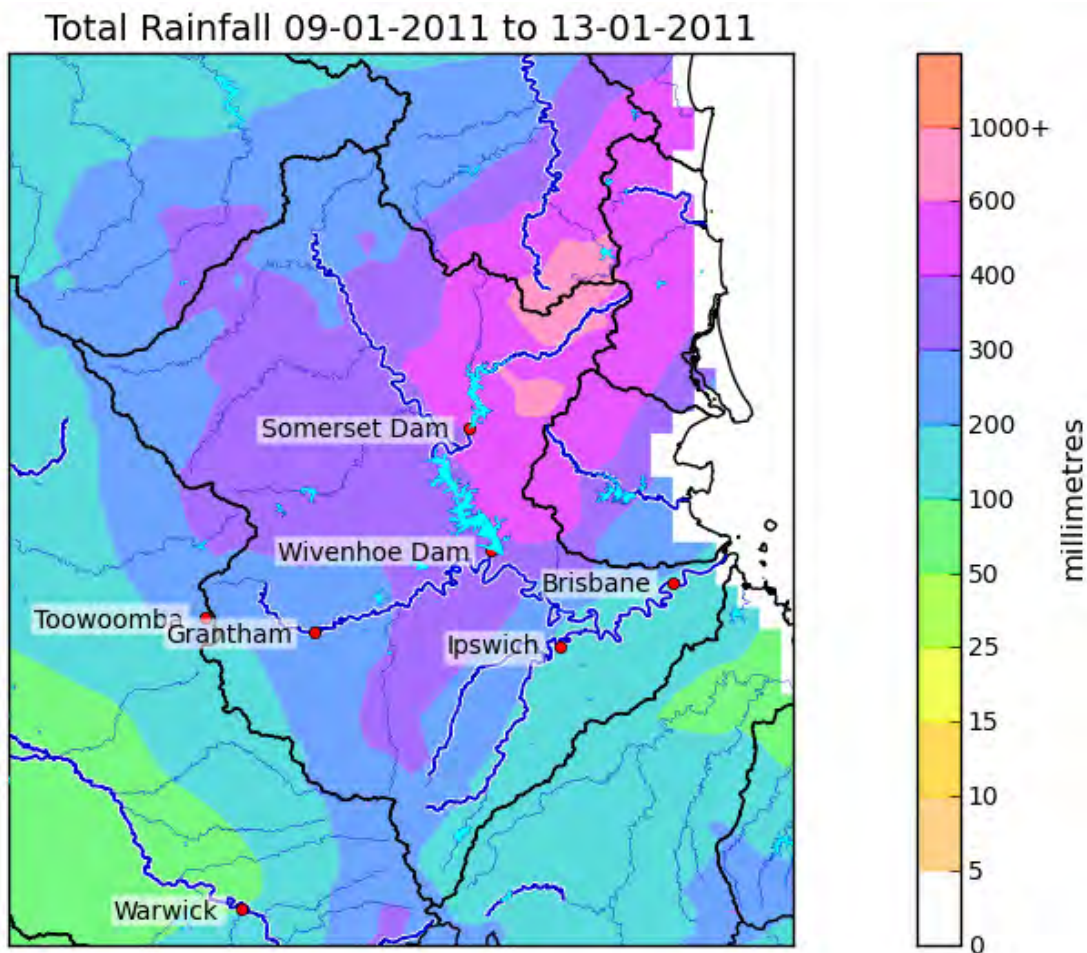 Total Rainfall 09-01-2011 to 13-01-2011
Somerset Dam
Wivenhoe Dam
Brisbane
Toowoomba
Grantham
Ipswich
Warwick
1000+
600
400
300
200
100
50
25
15
10
5
0
millimetres